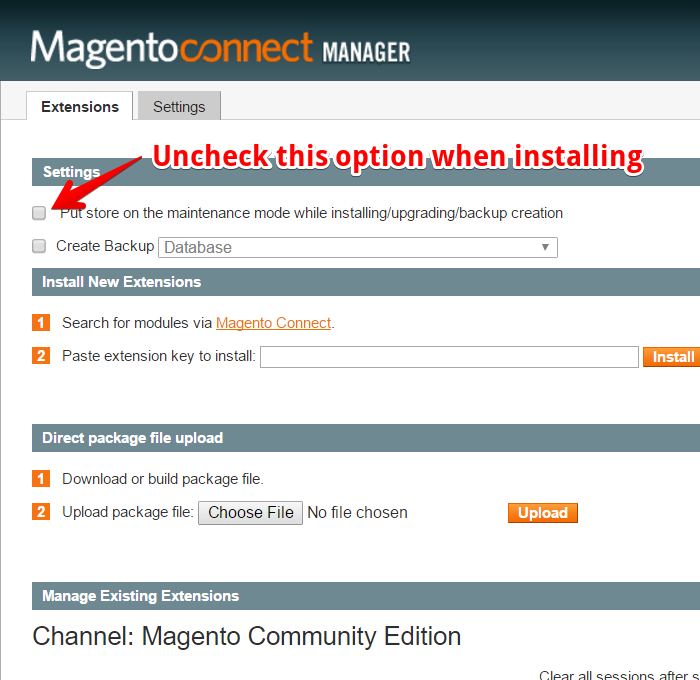 Magentoconnect MANAGER
Extensions
Settings
Uncheck this option when installing
Settings
Put store on the maintenance mode while installing/upgrading/backup creation
Create Backup Database
Install New Extensions
1 Search for modules via Magento Connect.
2 Paste extension key to install: Install
Direct package file upload
1 Download or build package file.
2 Upload package file: Choose File No file chosen Upload
Manage Existing Extensions
Channel: Magento Community Edition
Clear all sessions after s